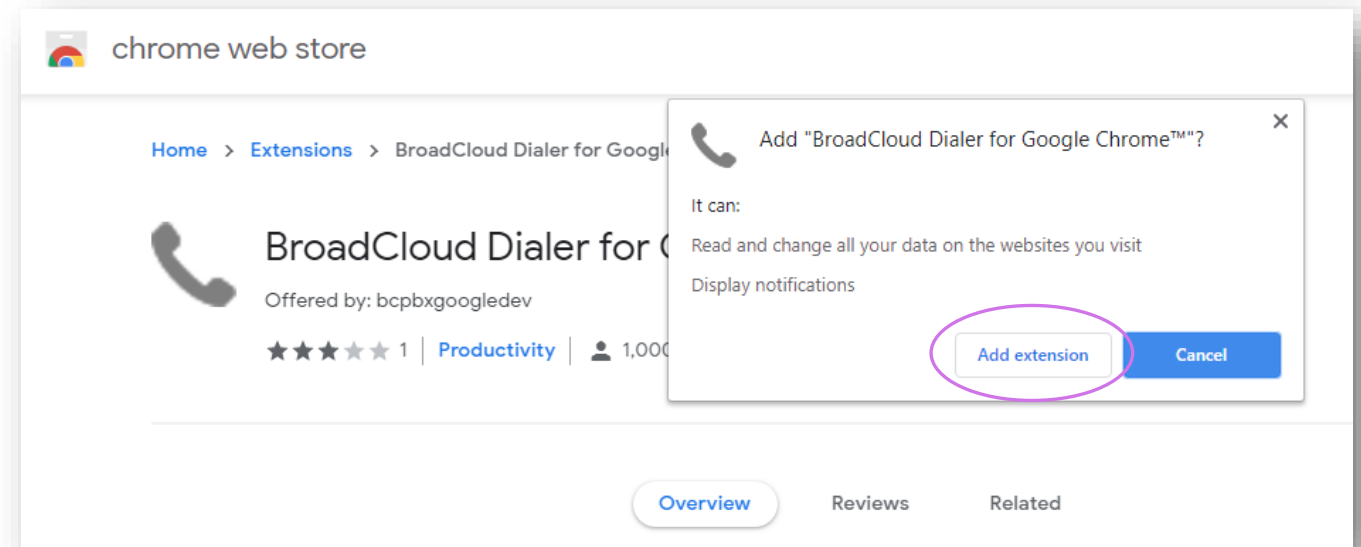 chrome web store
Home > Extensions > BroadCloud Dialer for Googl
Add "BroadCloud Dialer for Google Chrome™"?
It can:
Read and change all your data on the websites you visit
Display notifications
Add extension Cancel
BroadCloud Dialer for
Offered by: bcpbxgoogledev
1 Productivity 1,000
Overview Reviews Related